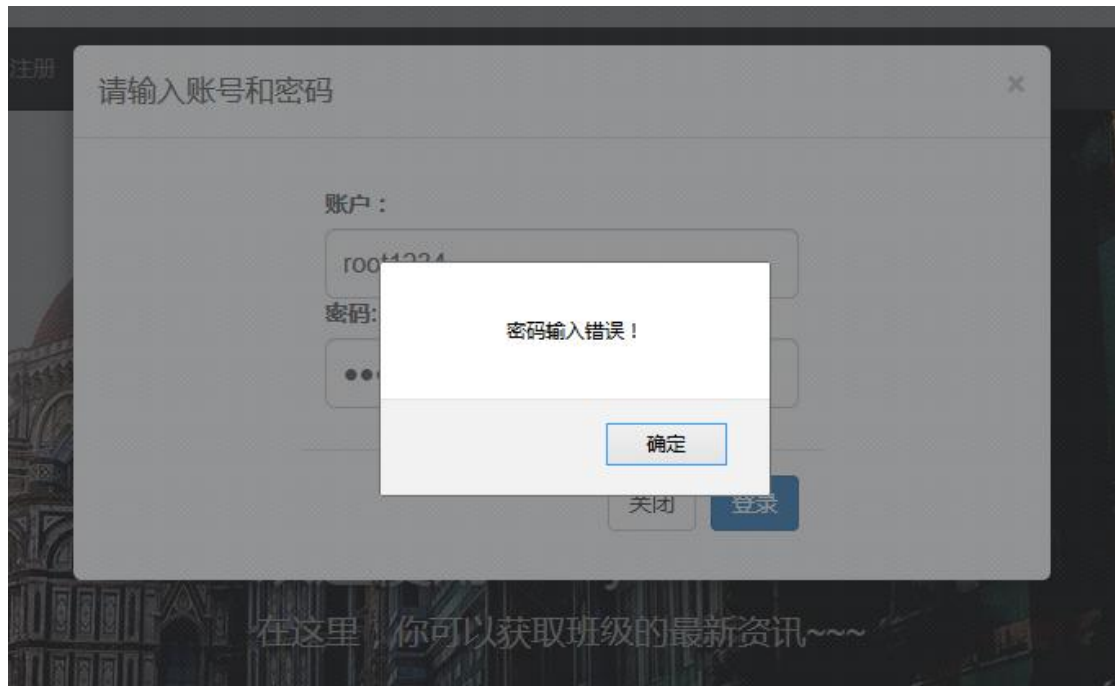 注册
请输入账号和密码
×
账户：
root1234
密码:
密码输入错误！
确定
关闭
登录
在这里，你可以获取班级的最新资讯~~~